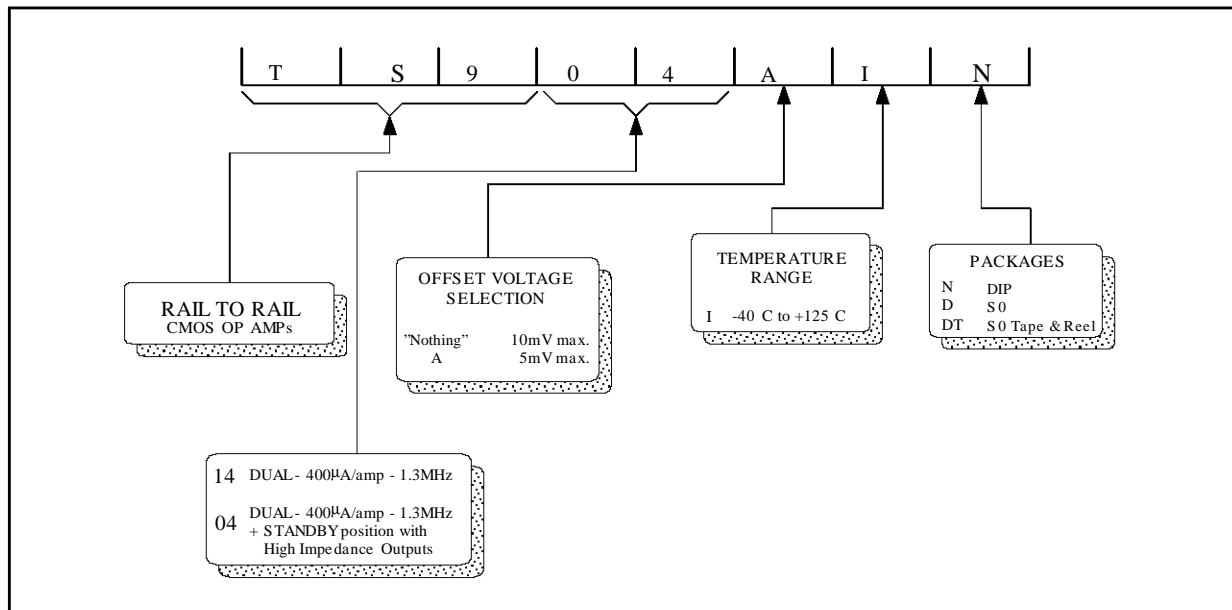 T S 9 0 4 A I N
RAIL TO RAIL
CMOS OP AMPs
OFFSET VOLTAGE
SELECTION
"Nothing" 10mV max.
A 5mV max.
TEMPERATURE
RANGE
I -40 C to +125 C
PACKAGES
N DIP
D SO
DT SO Tape & Reel
14 DUAL - 400µA/amp - 1.3MHz
04 DUAL - 400µA/amp - 1.3MHz
+ STANDBY position with
High Impedance Outputs